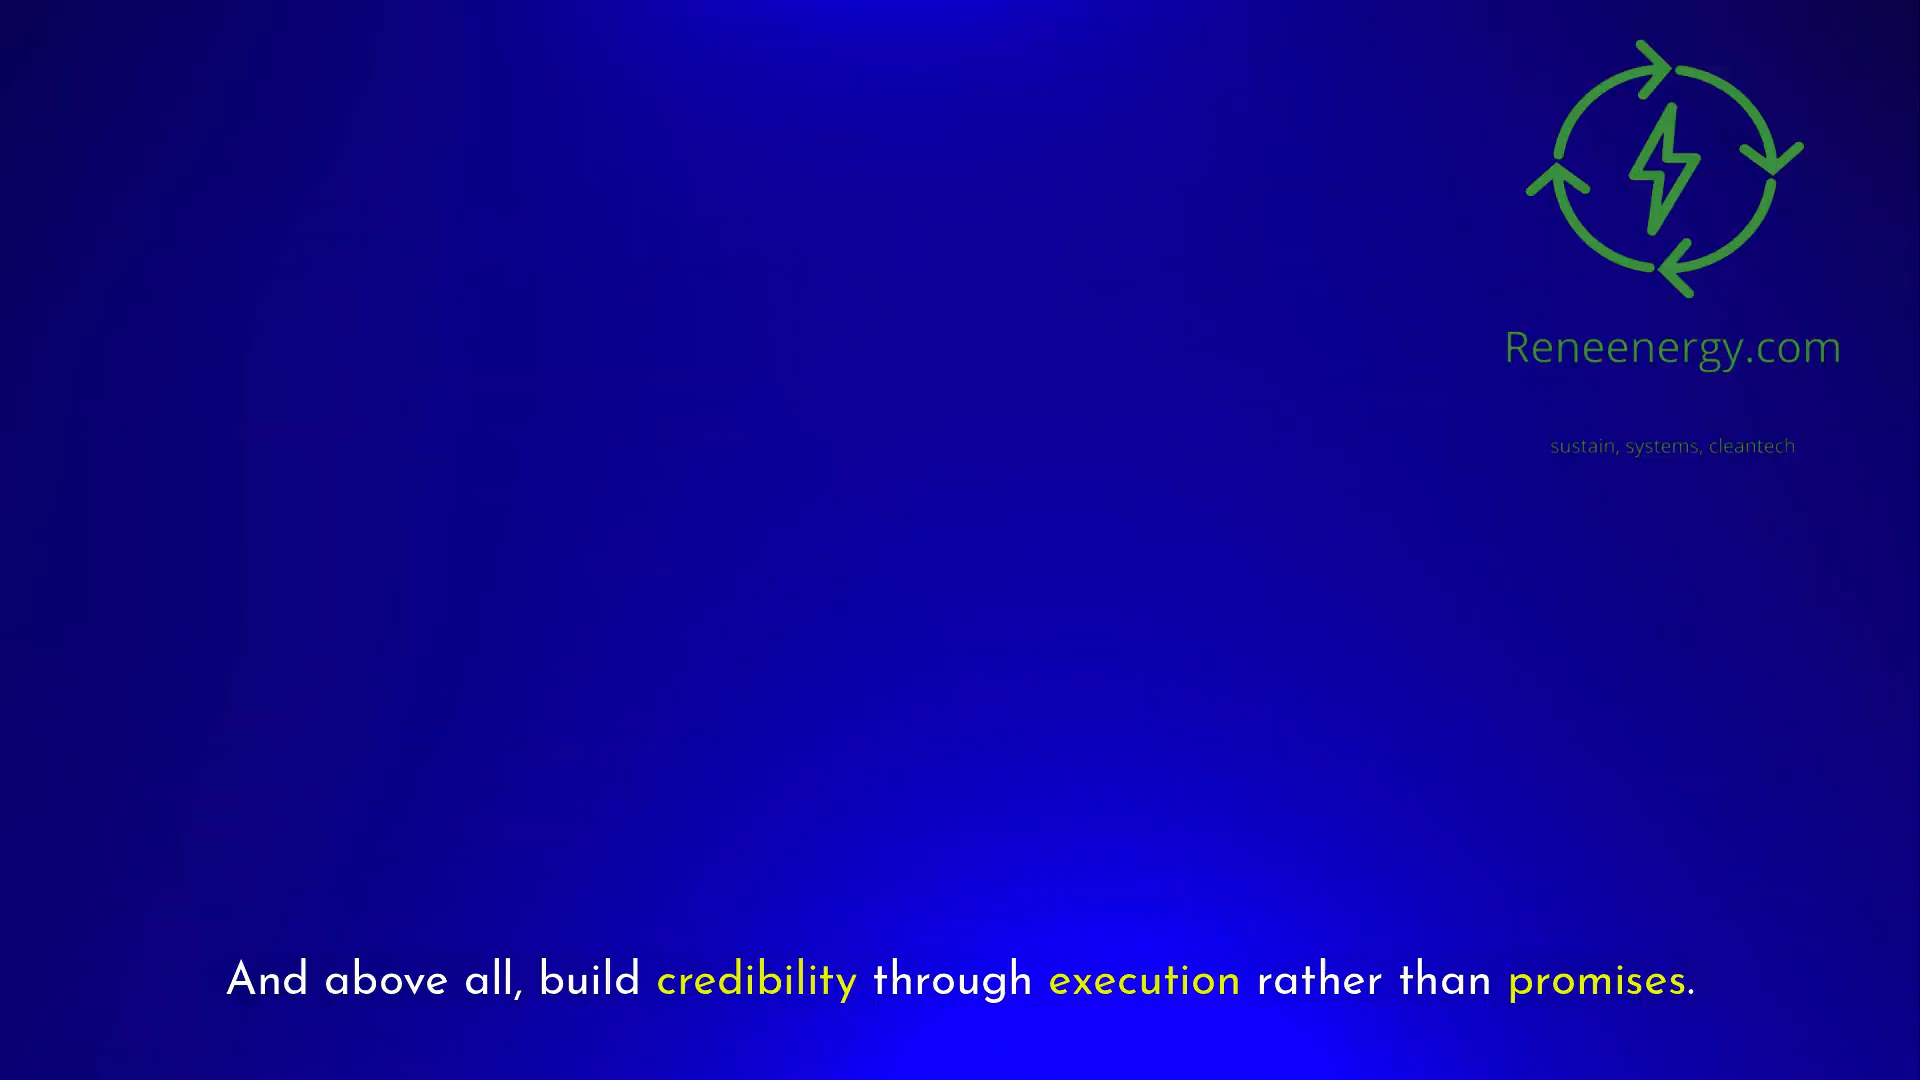 Reneenergy.com
sustain, systems, cleantech
And above all, build credibility through execution rather than promises.